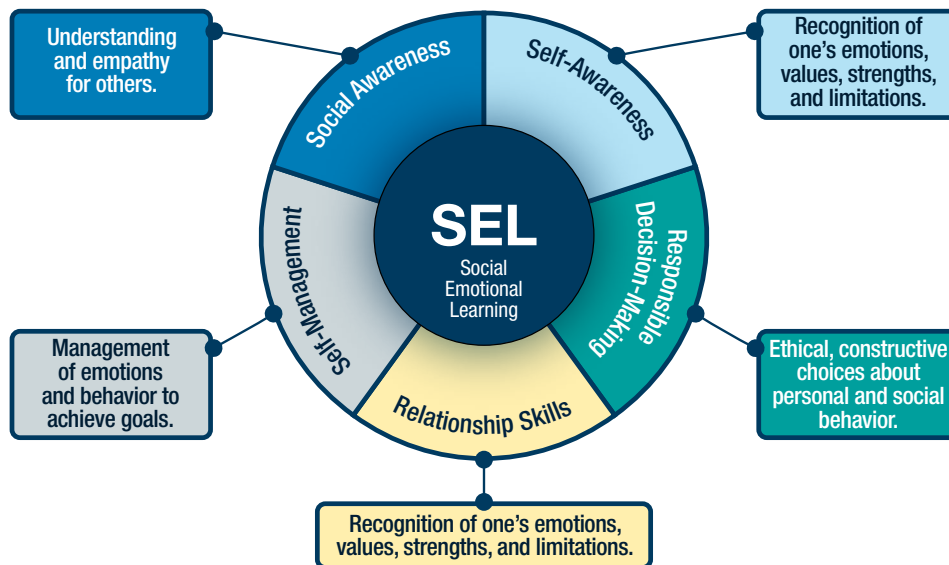 Understanding
and empathy
for others.
Social Awareness
Self-Awareness
Recognition of
one’s emotions,
values, strengths,
and limitations.
SEL
Social
Emotional
Learning
Self-Management
Responsible
Decision-Making
Management
of emotions
and behavior to
achieve goals.
Relationship Skills
Ethical, constructive
choices about
personal and social
behavior.
Recognition of one’s emotions,
values, strengths, and limitations.